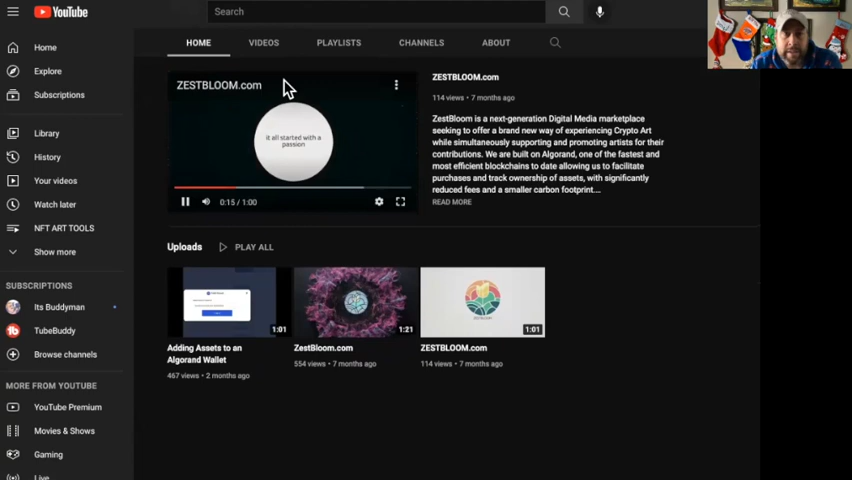 YouTube
Search
Home
Explore
Subscriptions
Library
History
Your videos
Watch later
NFT ART TOOLS
Show more
SUBSCRIPTIONS
Its Buddyman
TubeBuddy
Browse channels
MORE FROM YOUTUBE
YouTube Premium
Movies & Shows
Gaming
Live
HOME VIDEOS PLAYLISTS CHANNELS ABOUT
ZESTBLOOM.com
it all started with a
passion
0:15 / 1:00
ZESTBLOOM.com
114 views • 7 months ago
ZestBloom is a next-generation Digital Media marketplace
seeking to offer a brand new way of experiencing Crypto Art
while simultaneously supporting and promoting artists for their
contributions. We are built on Algorand, one of the fastest and
most efficient blockchains to date allowing us to facilitate
purchases and track ownership of assets, with significantly
reduced fees and a smaller carbon footprint....
READ MORE
Uploads PLAY ALL
1:01
Adding Assets to an
Algorand Wallet
467 views • 2 months ago
1:21
ZestBloom.com
554 views • 7 months ago
ZESTBLOOM
1:01
ZESTBLOOM.com
114 views • 7 months ago